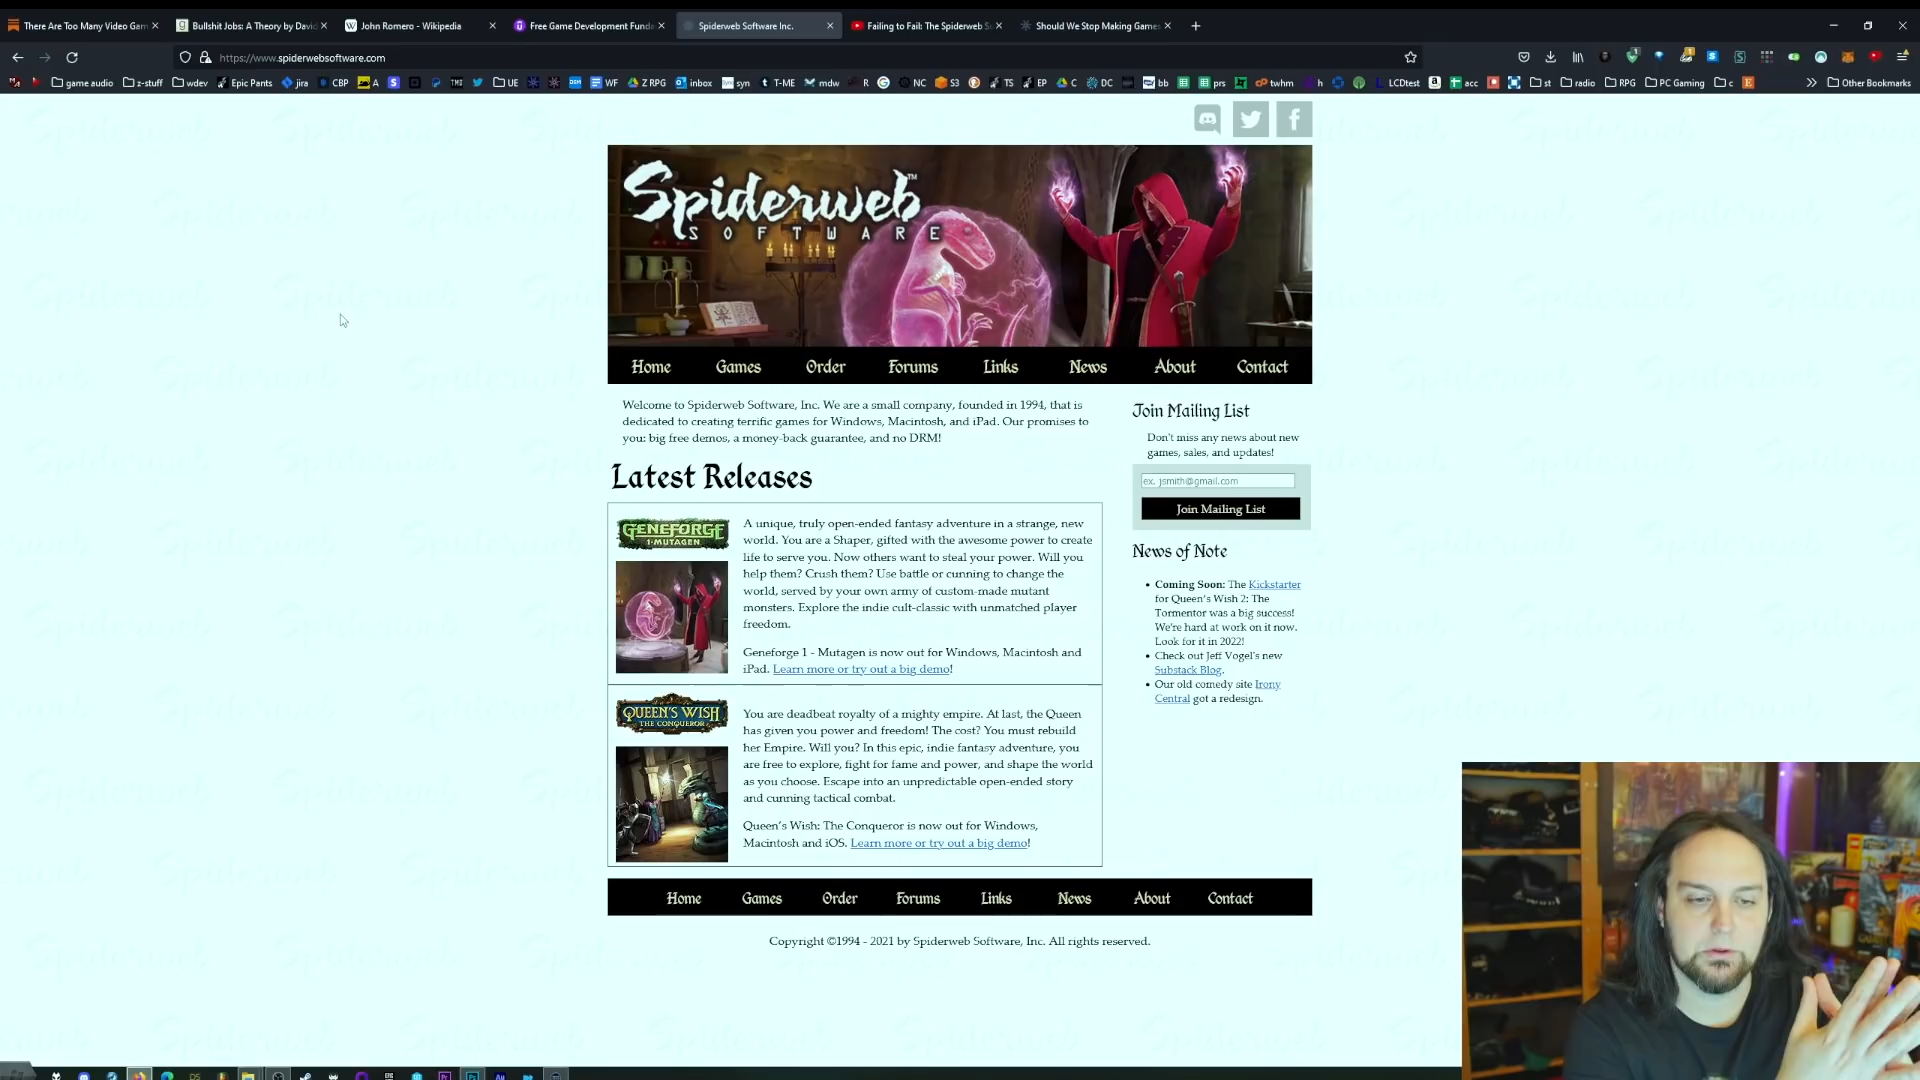 There Are Too Many Video Gam
Bullshit Jobs: A Theory by David
John Romero - Wikipedia
Free Game Development Funda
Spiderweb Software Inc.
Failing to Fail: The Spiderweb S
Should We Stop Making Games
https://www.spiderwebsoftware.com
game audio
z-stuff
wdev
Epic Pants
jira
CBP
A
UE
WF
Z RPG
inbox
syn
T-ME
mdw
R
NC
S3
TS
EP
C
DC
bb
prs
twhm
h
LCDtest
acc
st
radio
RPG
PC Gaming
c
Other Bookmarks
Spiderweb™
SOFTWARE
Home Games Order Forums Links News About Contact
Welcome to Spiderweb Software, Inc. We are a small company, founded in 1994, that is
dedicated to creating terrific games for Windows, Macintosh, and iPad. Our promises to
you: big free demos, a money-back guarantee, and no DRM!
Latest Releases
GENEFORGE
1-MUTAGEN
A unique, truly open-ended fantasy adventure in a strange, new
world. You are a Shaper, gifted with the awesome power to create
life to serve you. Now others want to steal your power. Will you
help them? Crush them? Use battle or cunning to change the
world, served by your own army of custom-made mutant
monsters. Explore the indie cult-classic with unmatched player
freedom.
Geneforge 1 - Mutagen is now out for Windows, Macintosh and
iPad. Learn more or try out a big demo!
QUEEN'S WISH
THE CONQUEROR
You are deadbeat royalty of a mighty empire. At last, the Queen
has given you power and freedom! The cost? You must rebuild
her Empire. Will you? In this epic, indie fantasy adventure, you
are free to explore, fight for fame and power, and shape the world
as you choose. Escape into an unpredictable open-ended story
and cunning tactical combat.
Queen's Wish: The Conqueror is now out for Windows,
Macintosh and iOS. Learn more or try out a big demo!
Join Mailing List
Don't miss any news about new
games, sales, and updates!
ex. jsmith@gmail.com
Join Mailing List
News of Note
Coming Soon: The Kickstarter
for Queen's Wish 2: The
Tormentor was a big success!
We're hard at work on it now.
Look for it in 2022!
Check out Jeff Vogel's new
Substack Blog.
Our old comedy site Irony
Central got a redesign.
Home Games Order Forums Links News About Contact
Copyright ©1994 - 2021 by Spiderweb Software, Inc. All rights reserved.